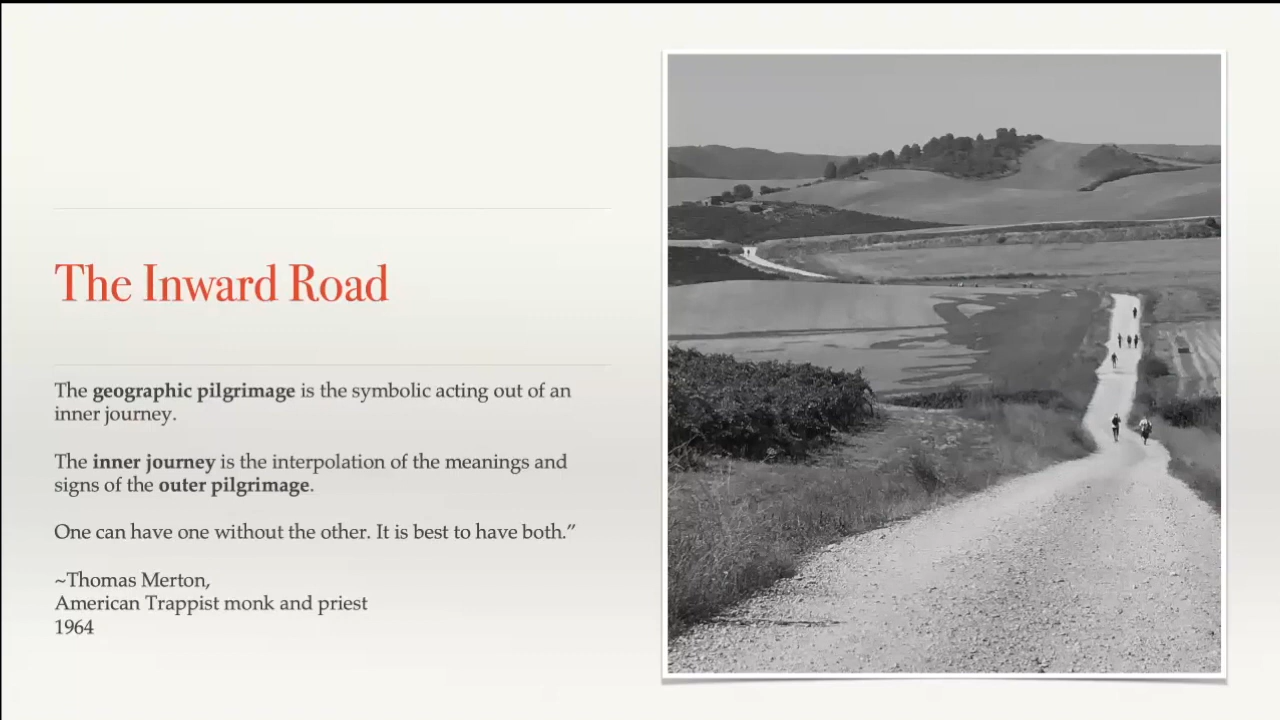 The Inward Road
The geographic pilgrimage is the symbolic acting out of an
inner journey.
The inner journey is the interpolation of the meanings and
signs of the outer pilgrimage.
One can have one without the other. It is best to have both.”
~Thomas Merton,
American Trappist monk and priest
1964